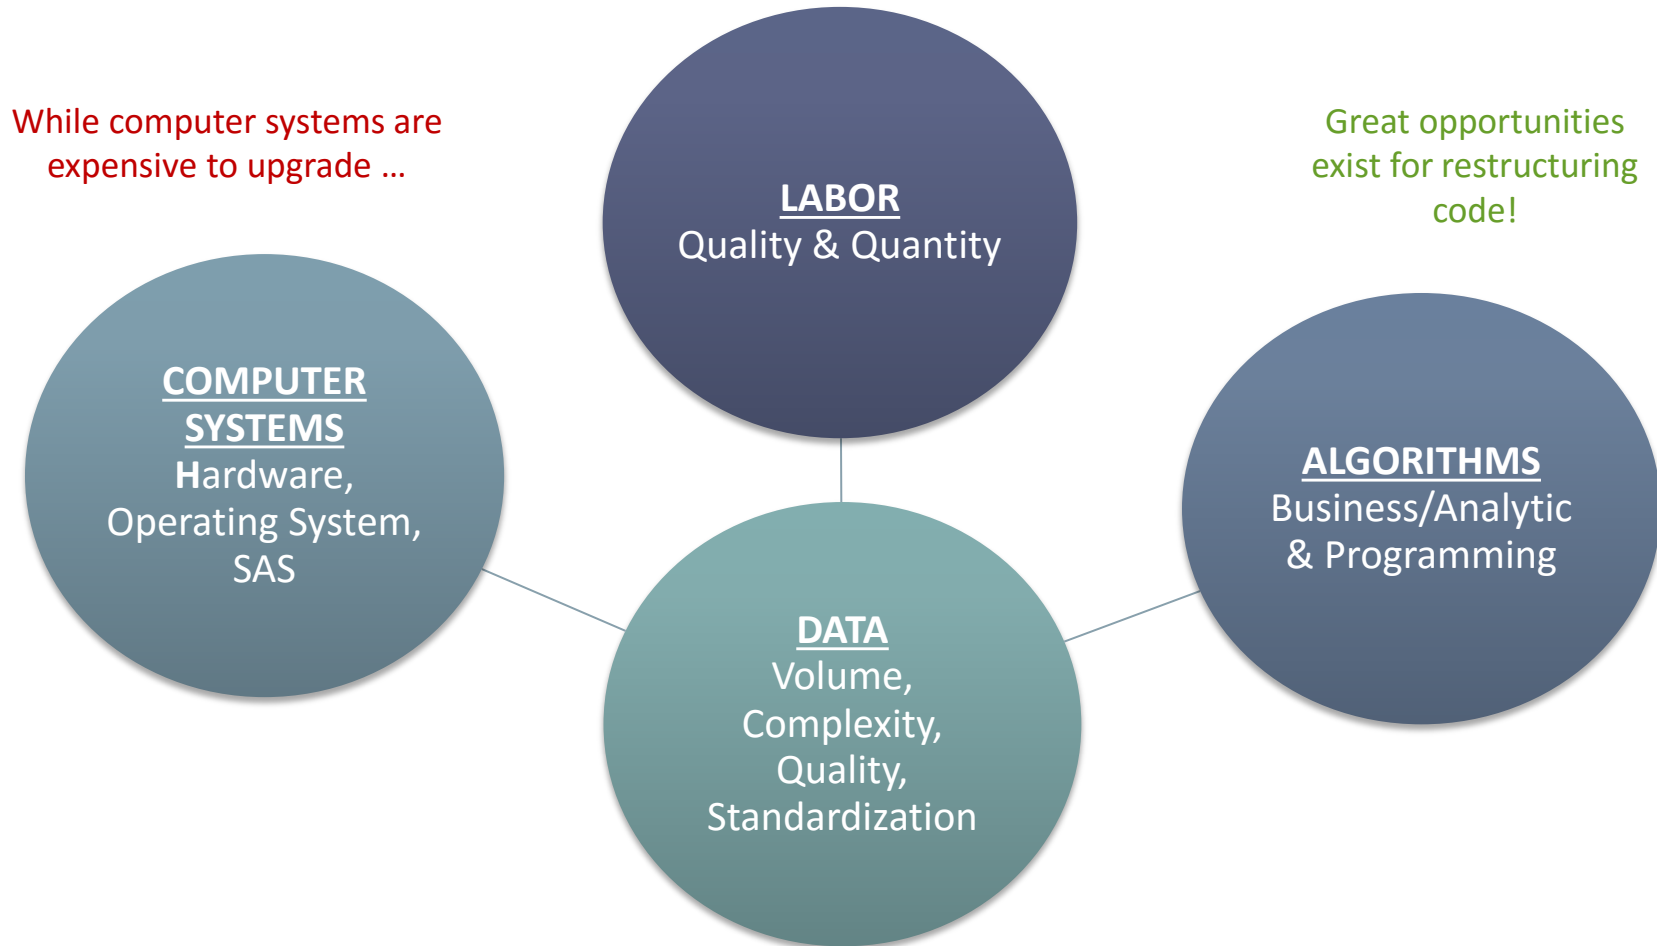 While computer systems are
expensive to upgrade …
LABOR
Quality & Quantity
Great opportunities
exist for restructuring
code!
COMPUTER
SYSTEMS
Hardware,
Operating System,
SAS
ALGORITHMS
Business/Analytic
& Programming
DATA
Volume,
Complexity,
Quality,
Standardization